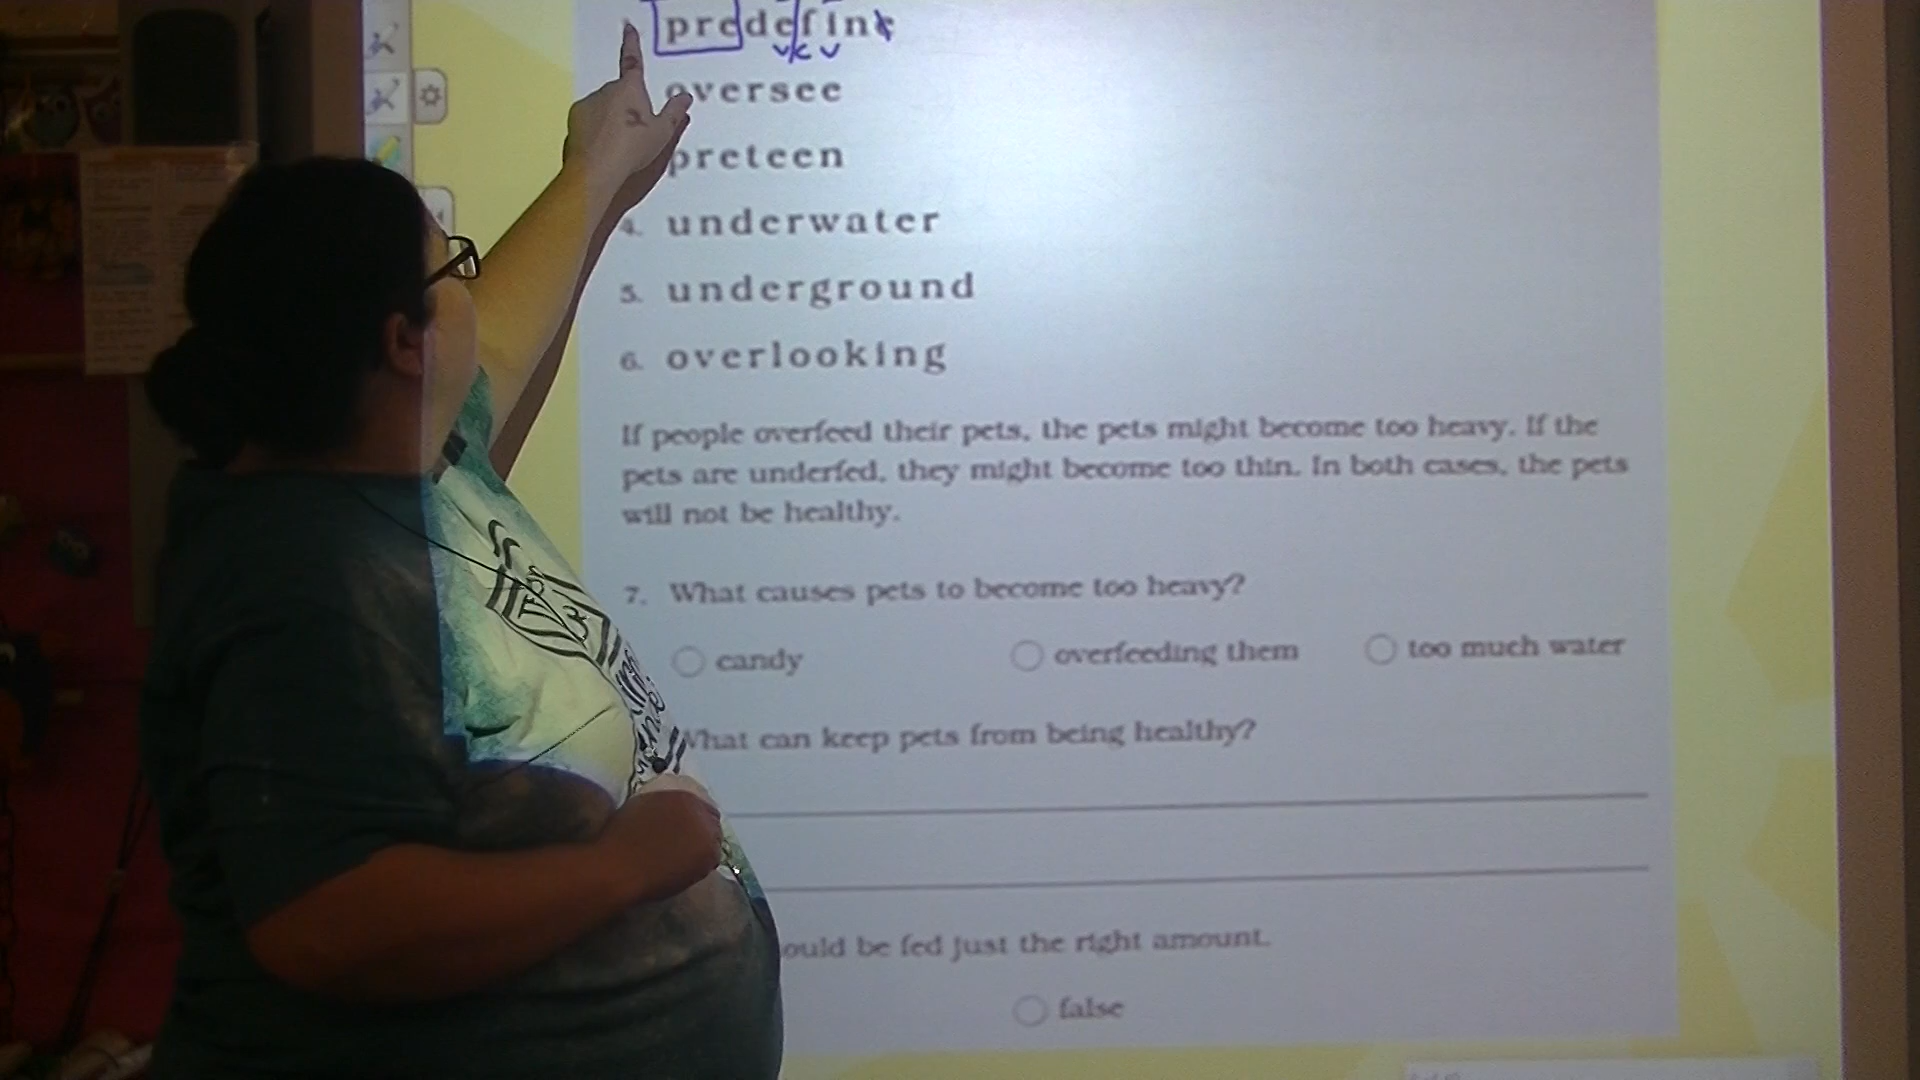 predefine
oversee
preteen
4. underwater
5. underground
6. overlooking
If people overfeed their pets, the pets might become too heavy. If the
pets are underfed, they might become too thin. In both cases, the pets
will not be healthy.
7. What causes pets to become too heavy?
candy overfeeding them too much water
What can keep pets from being healthy?
ould be fed just the right amount.
false